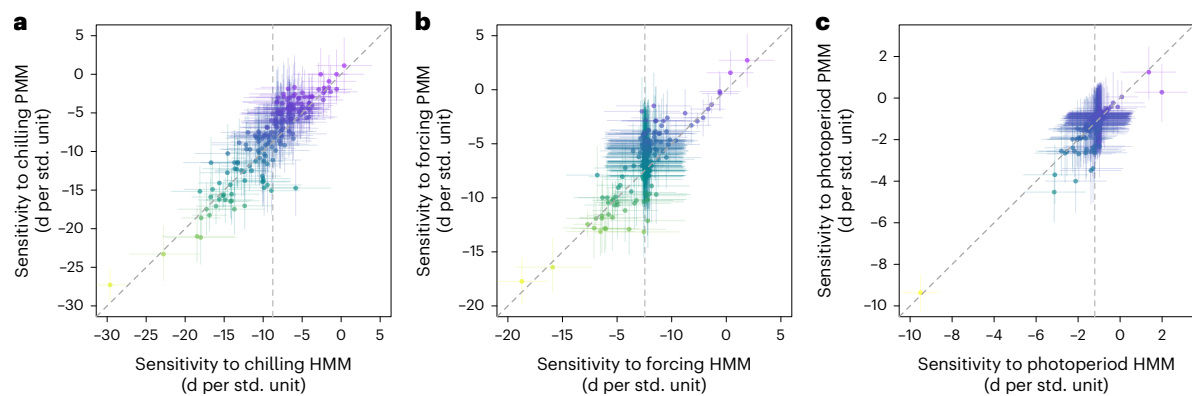 a
Sensitivity to chilling PMM
(d per std. unit)
5
0
−5
−10
−15
−20
−25
−30
−30
−25
−20
−15
−10
−5
0
5
Sensitivity to chilling HMM
(d per std. unit)
b
Sensitivity to forcing PMM
(d per std. unit)
5
0
−5
−10
−15
−20
−20
−15
−5
−10
0
5
Sensitivity to forcing HMM
(d per std. unit)
c
Sensitivity to photoperiod PMM
(d per std. unit)
2
0
−2
−4
−6
−8
−10
−10
−8
−6
−4
−2
0
2
Sensitivity to photoperiod HMM
(d per std. unit)